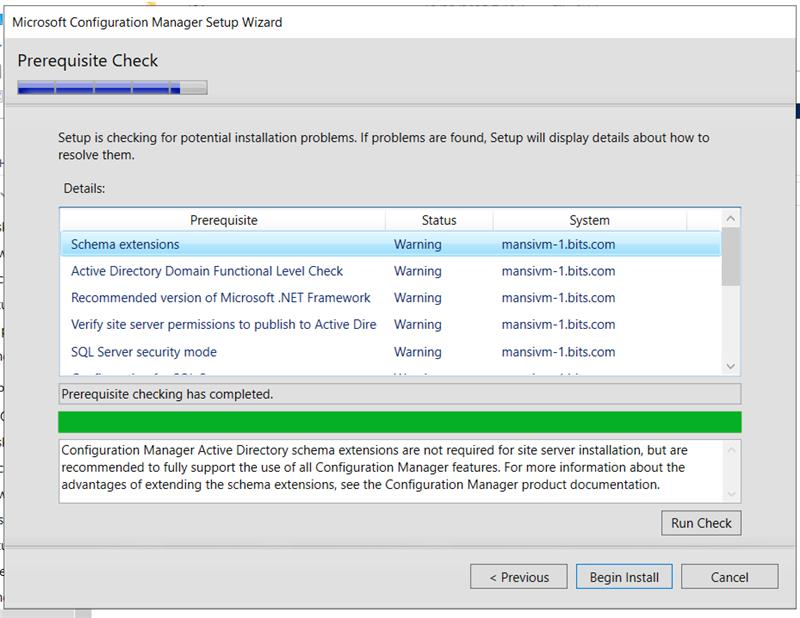 Microsoft Configuration Manager Setup Wizard
Prerequisite Check
Setup is checking for potential installation problems. If problems are found, Setup will display details about how to
resolve them.
Details:
Prerequisite Status System
Schema extensions Warning mansivm-1.bits.com
Active Directory Domain Functional Level Check Warning mansivm-1.bits.com
Recommended version of Microsoft .NET Framework Warning mansivm-1.bits.com
Verify site server permissions to publish to Active Dire Warning mansivm-1.bits.com
SQL Server security mode Warning mansivm-1.bits.com
Prerequisite checking has completed.
Configuration Manager Active Directory schema extensions are not required for site server installation, but are
recommended to fully support the use of all Configuration Manager features. For more information about the
advantages of extending the schema extensions, see the Configuration Manager product documentation.
Run Check
< Previous Begin Install Cancel